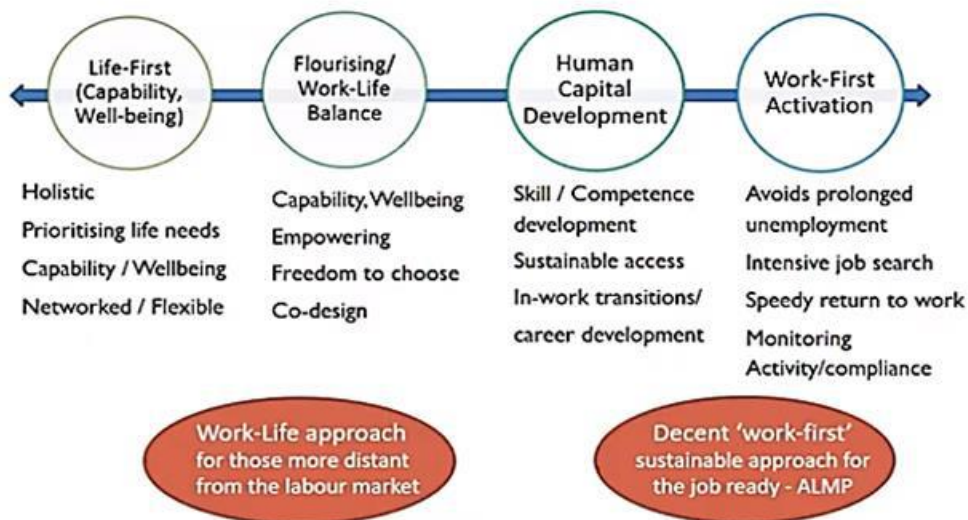 Life-First
(Capability,
Well-being)
Flourising/
Work-Life
Balance
Human
Capital
Development
Work-First
Activation
Holistic
Prioritising life needs
Capability / Wellbeing
Networked / Flexible
Capability, Wellbeing
Empowering
Freedom to choose
Co-design
Skill / Competence
development
Sustainable access
In-work transitions/
career development
Avoids prolonged
unemployment
Intensive job search
Speedy return to work
Monitoring
Activity/compliance
Work-Life approach
for those more distant
from the labour market
Decent 'work-first'
sustainable approach for
the job ready - ALMP